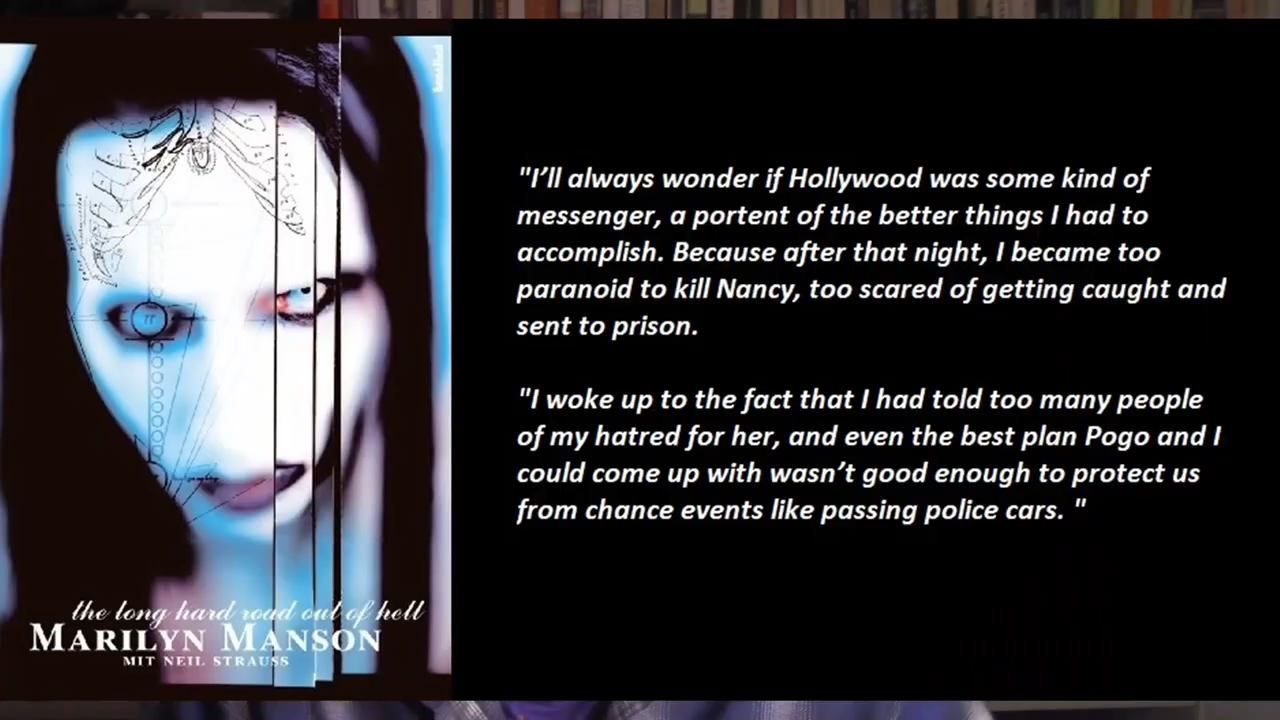 "I’ll always wonder if Hollywood was some kind of
messenger, a portent of the better things I had to
accomplish. Because after that night, I became too
paranoid to kill Nancy, too scared of getting caught and
sent to prison.
"I woke up to the fact that I had told too many people
of my hatred for her, and even the best plan Pogo and I
could come up with wasn’t good enough to protect us
from chance events like passing police cars. "
the long hard road out of hell
MARILYN MANSON
MIT NEIL STRAUSS